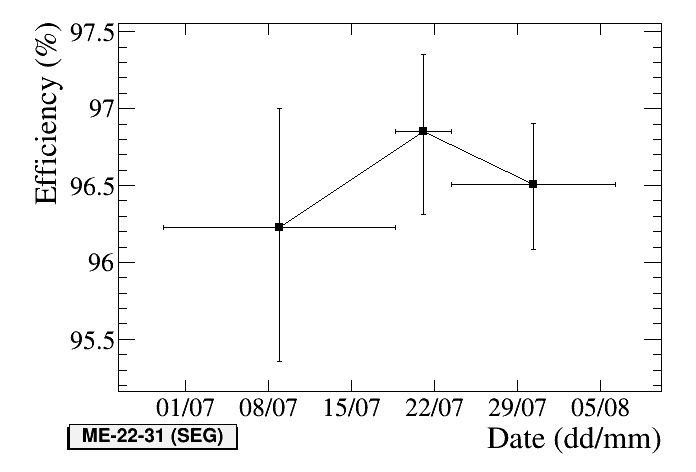 Efficiency (%)
97.5
97
96.5
96
95.5
01/07 08/07 15/07 22/07 29/07 05/08
ME-22-31 (SEG)
Date (dd/mm)